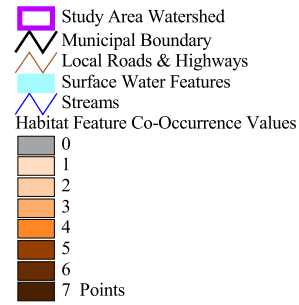 Study Area Watershed
Municipal Boundary
Local Roads & Highways
Surface Water Features
Streams
Habitat Feature Co-Occurrence Values
0
1
2
3
4
5
6
7 Points